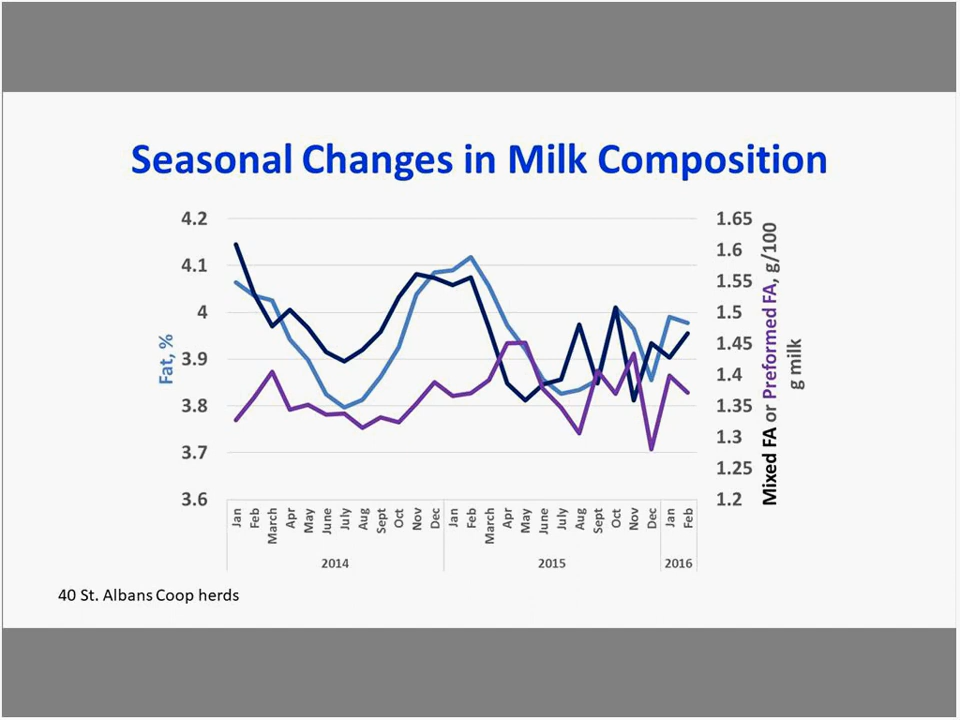 Seasonal Changes in Milk Composition
4.2
4.1
4
3.9
3.8
3.7
3.6
Fat, %
1.65
1.6
1.55
1.5
1.45
1.4
1.35
1.3
1.25
1.2
Mixed FA or Preformed FA, g/100
g milk
Jan Feb March Apr May June July Aug Sept Oct Nov Dec Jan Feb March Apr May June July Aug Sept Oct Nov Dec Jan Feb
2014 2015 2016
40 St. Albans Coop herds